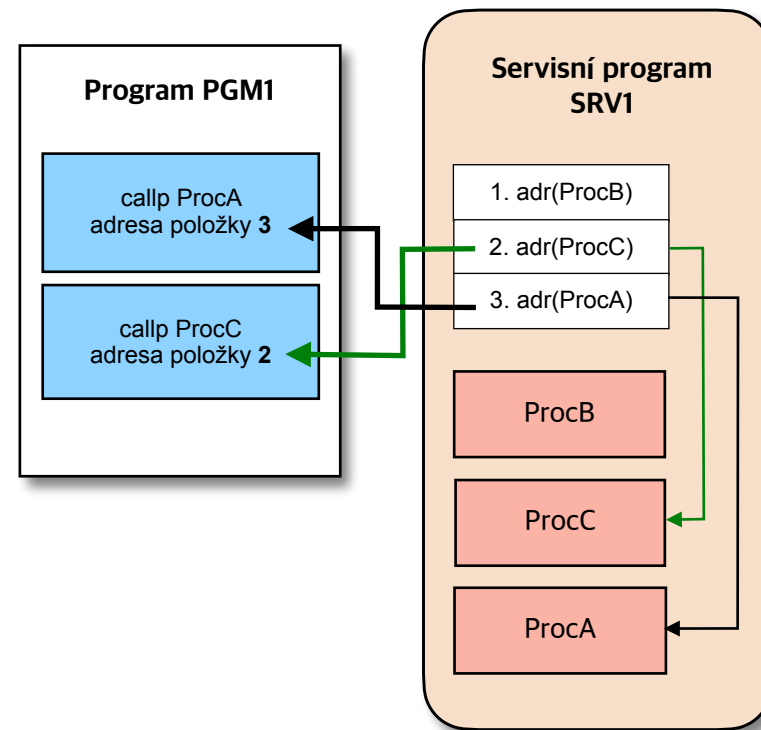 Program PGM1
callp ProcA
adresa položky 3
callp ProcC
adresa položky 2
Servisní program
SRV1
1. adr(ProcB)
2. adr(ProcC)
3. adr(ProcA)
ProcB
ProcC
ProcA